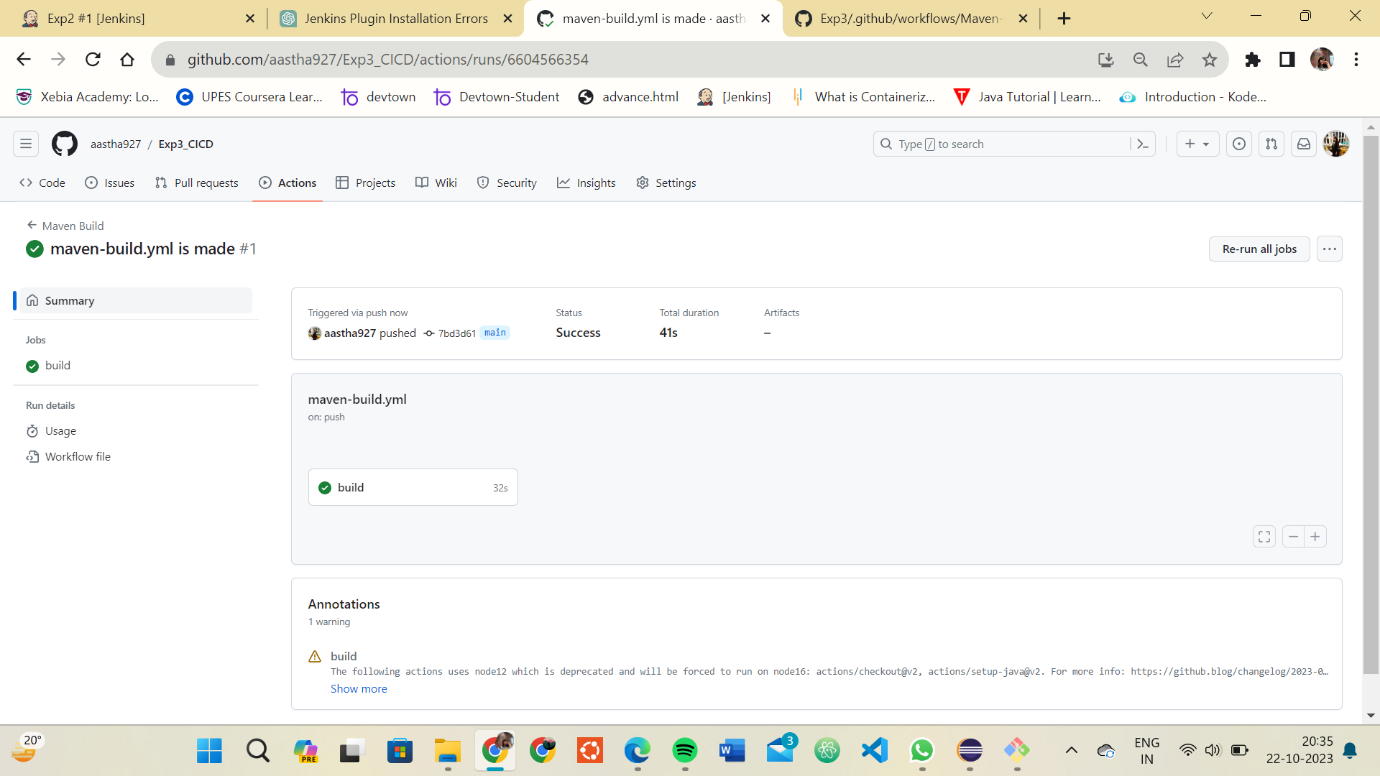 Exp2 #1 [Jenkins]
Jenkins Plugin Installation Errors
maven-build.yml is made · aasth
Exp3/.github/workflows/Maven-
github.com/aastha927/Exp3_CICD/actions/runs/6604566354
Xebia Academy: Lo...
UPES Coursera Lear...
devtown
Devtown-Student
advance.html
[Jenkins]
What is Containeriz...
Java Tutorial | Learn...
Introduction - Kode...
aastha927 / Exp3_CICD
Type / to search
Code
Issues
Pull requests
Actions
Projects
Wiki
Security
Insights
Settings
Maven Build
maven-build.yml is made #1
Re-run all jobs
Summary
Jobs
build
Run details
Usage
Workflow file
Triggered via push now
aastha927 pushed 7bd3d61 main
Status
Success
Total duration
41s
Artifacts
–
maven-build.yml
on: push
build 32s
Annotations
1 warning
build
The following actions uses node12 which is deprecated and will be forced to run on node16: actions/checkout@v2, actions/setup-java@v2. For more info: https://github.blog/changelog/2023-0…
Show more
20°
PRE
3
ENG
IN
20:35
22-10-2023